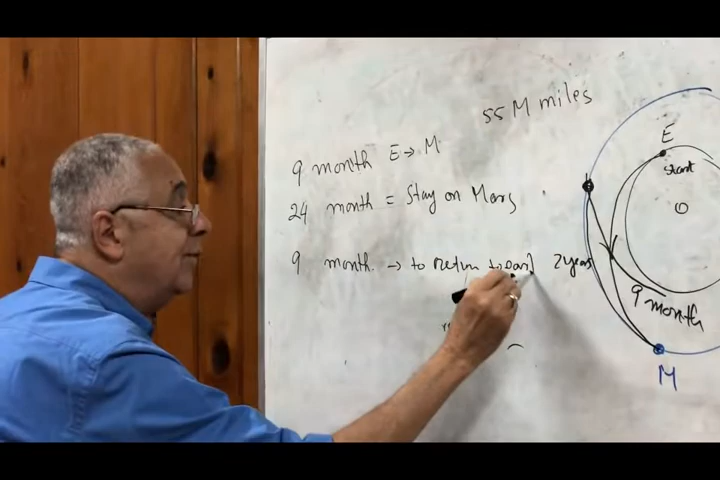 55 M miles
9 month E → M
24 month = Stay on Mars
9 month. → to Return to
2 years
E
start
9 month
M